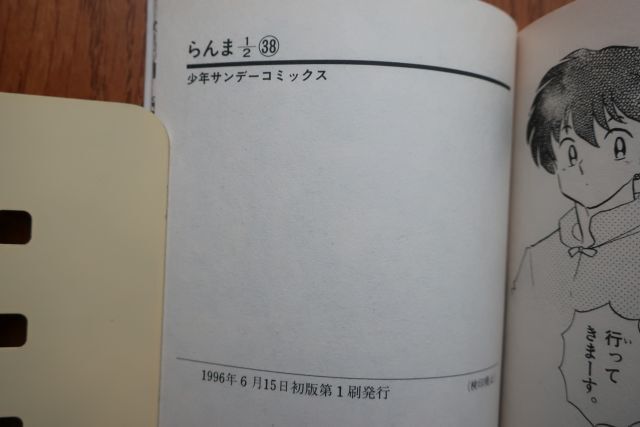 らんま½㊳
少年サンデーコミックス
1996年6月15日初版第1刷発行
行って
きまーす。